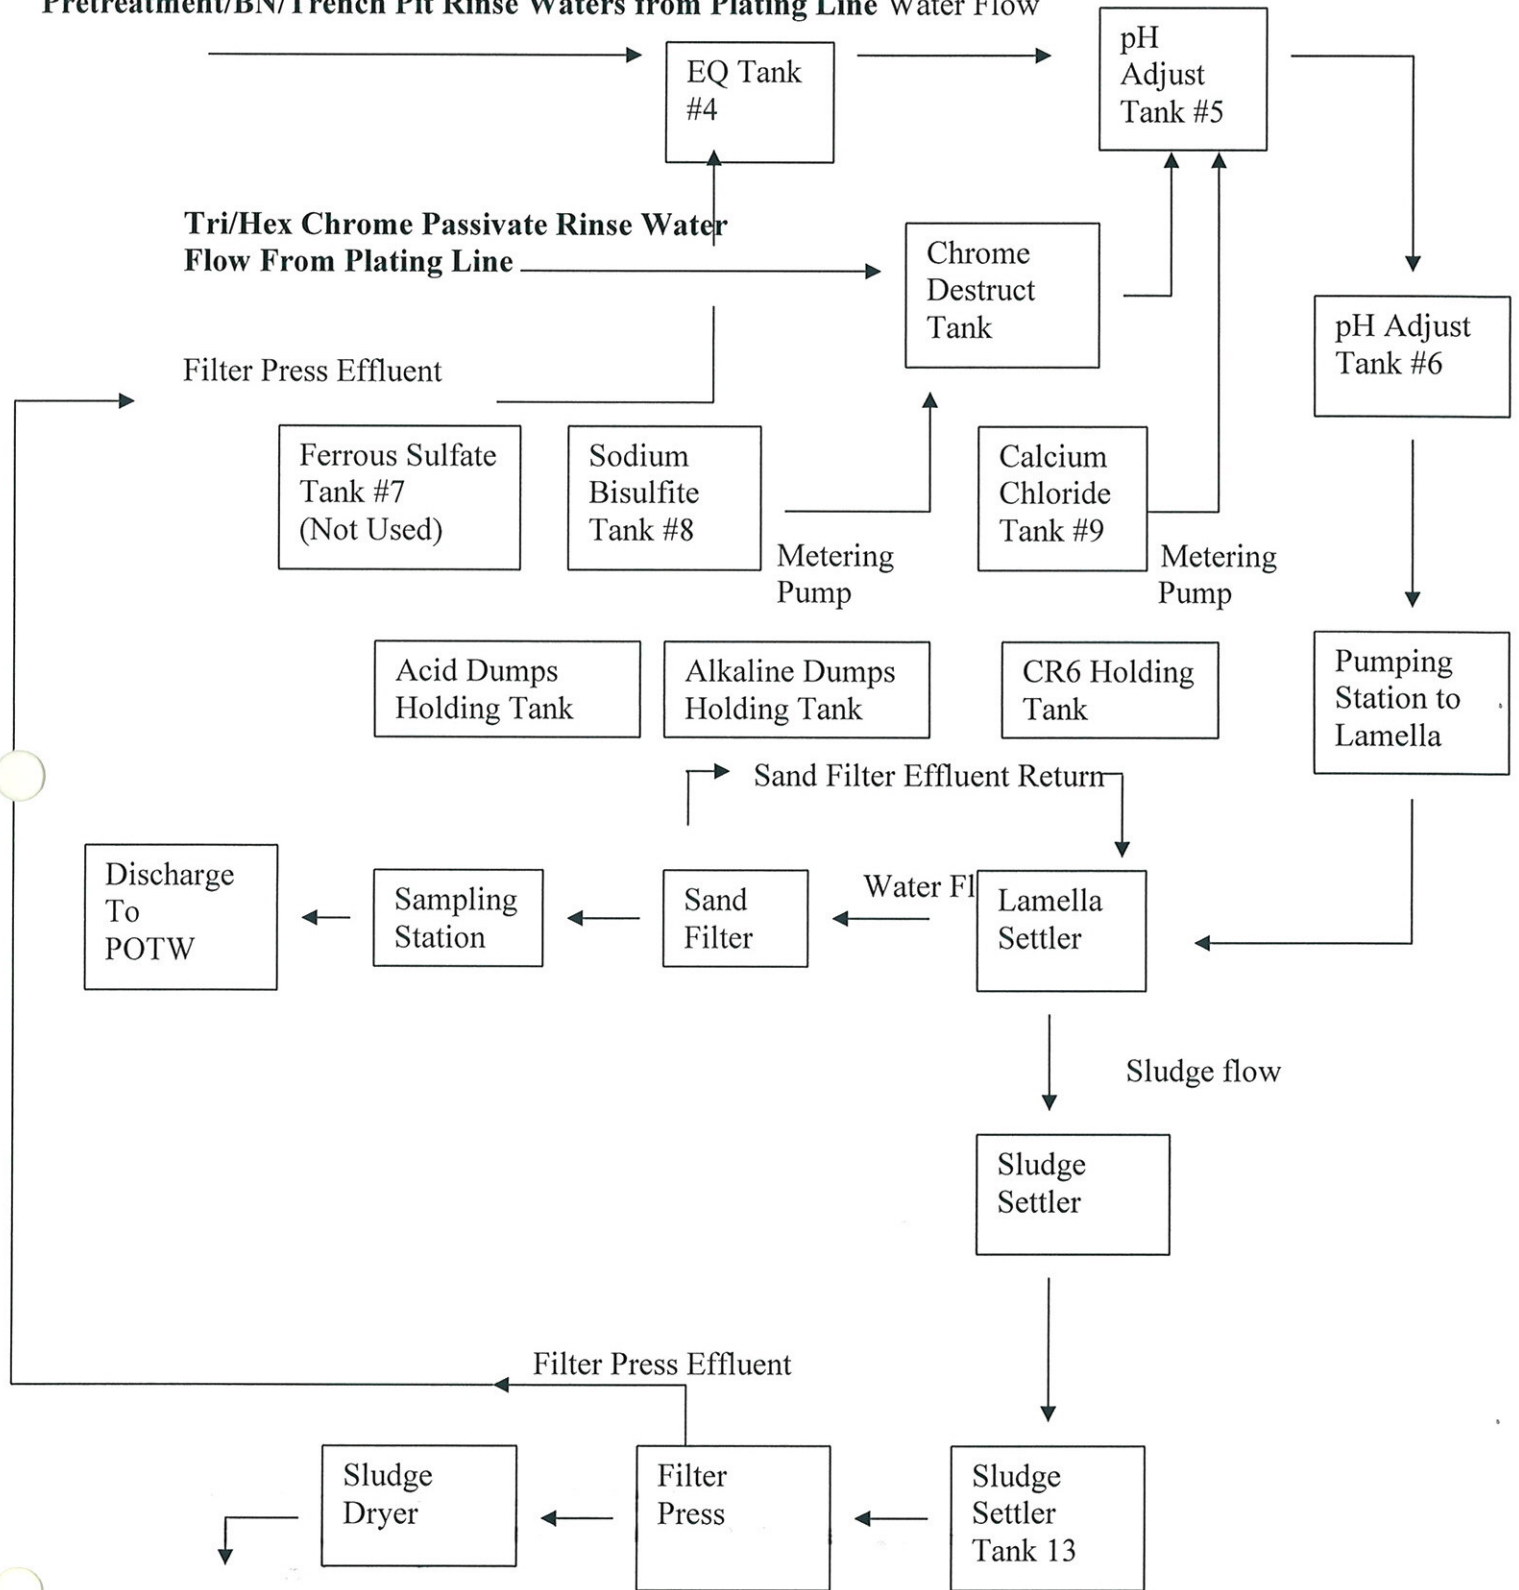 Pretreatment/BN/Trench Pit Rinse Waters from Plating Line Water Flow
EQ Tank
#4
pH
Adjust
Tank #5
Tri/Hex Chrome Passivate Rinse Water
Flow From Plating Line
Chrome
Destruct
Tank
pH Adjust
Tank #6
Filter Press Effluent
Ferrous Sulfate
Tank #7
(Not Used)
Sodium
Bisulfite
Tank #8
Metering
Pump
Calcium
Chloride
Tank #9
Metering
Pump
Acid Dumps
Holding Tank
Alkaline Dumps
Holding Tank
CR6 Holding
Tank
Pumping
Station to
Lamella
Sand Filter Effluent Return
Discharge
To
POTW
Sampling
Station
Sand
Filter
Water Fl
Lamella
Settler
Sludge flow
Sludge
Settler
Filter Press Effluent
Sludge
Dryer
Filter
Press
Sludge
Settler
Tank 13